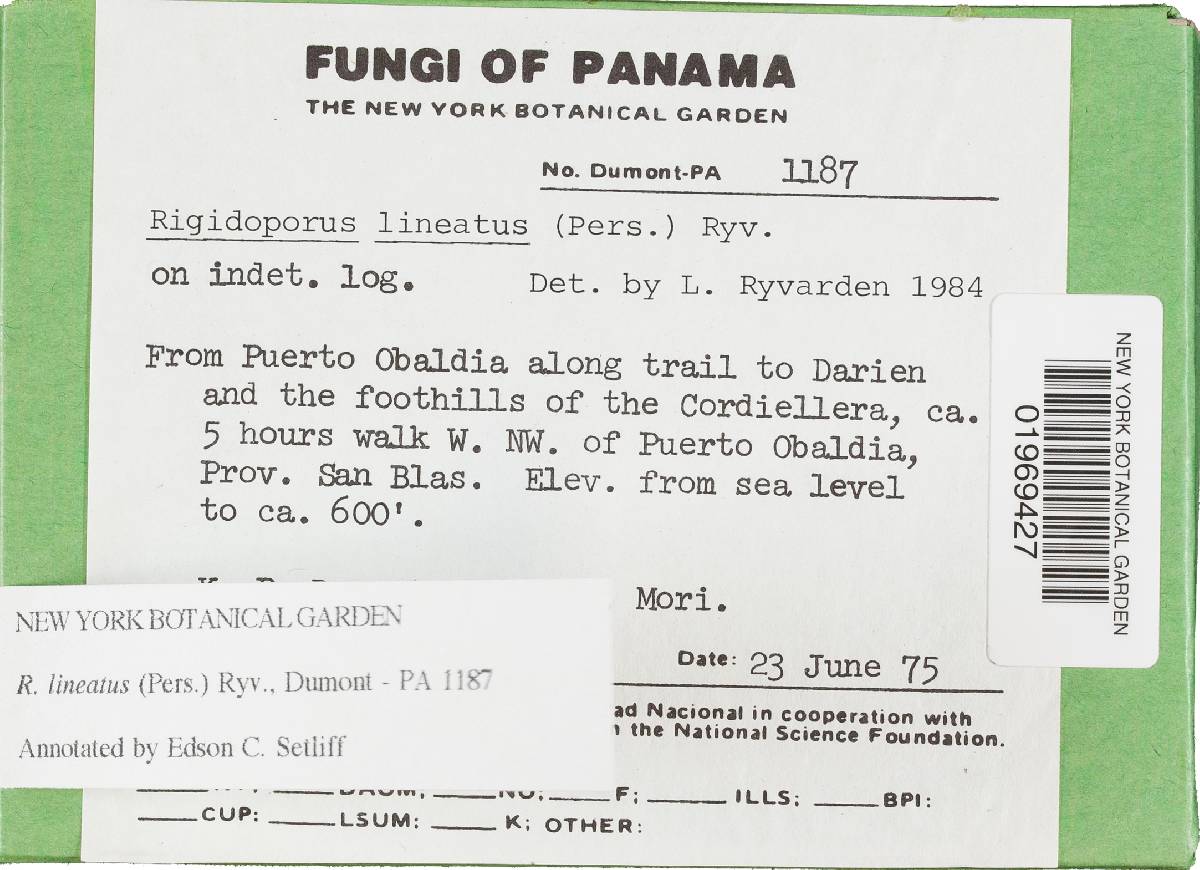 FUNGI OF PANAMA
THE NEW YORK BOTANICAL GARDEN
No. Dumont-PA 1187
Rigidoporus lineatus (Pers.) Ryv.
on indet. log. Det. by L. Ryvarden 1984
From Puerto Obaldia along trail to Darien
and the foothills of the Cordiellera, ca.
5 hours walk W. NW. of Puerto Obaldia,
Prov. San Blas. Elev. from sea level
to ca. 600'.
Mori.
Date: 23 June 75
Nacional in cooperation with
the National Science Foundation.
F; ILLS; BPI:
CUP: LSUM: K; OTHER:
NEW YORK BOTANICAL GARDEN
R. lineatus (Pers.) Ryv., Dumont - PA 1187
Annotated by Edson C. Setliff
NEW YORK BOTANICAL GARDEN
01969427